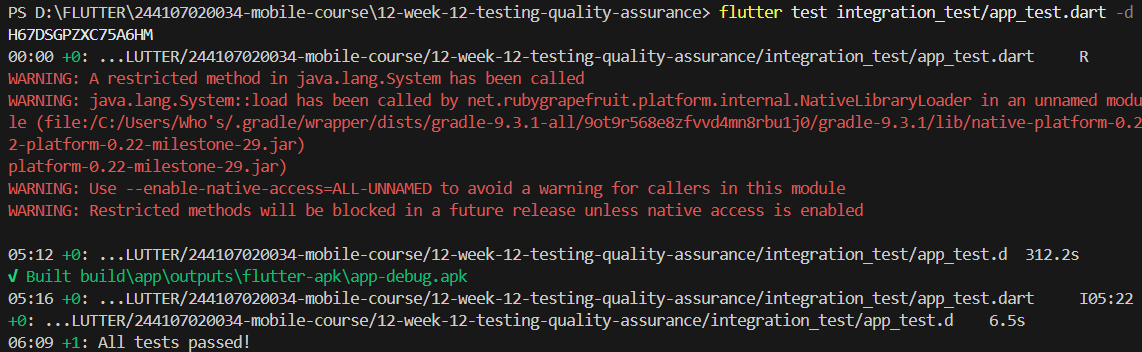 PS D:\FLUTTER\244107020034-mobile-course\12-week-12-testing-quality-assurance> flutter test integration_test/app_test.dart -d
H67DSGPZXC75A6HM
00:00 +0: ...LUTTER/244107020034-mobile-course/12-week-12-testing-quality-assurance/integration_test/app_test.dart     R
WARNING: A restricted method in java.lang.System has been called
WARNING: java.lang.System::load has been called by net.rubygrapefruit.platform.internal.NativeLibraryLoader in an unnamed modu
le (file:/C:/Users/Who's/.gradle/wrapper/dists/gradle-9.3.1-all/9ot9r568e8zfvvd4mn8rbu1j0/gradle-9.3.1/lib/native-platform-0.2
2-platform-0.22-milestone-29.jar)
platform-0.22-milestone-29.jar)
WARNING: Use --enable-native-access=ALL-UNNAMED to avoid a warning for callers in this module
WARNING: Restricted methods will be blocked in a future release unless native access is enabled
05:12 +0: ...LUTTER/244107020034-mobile-course/12-week-12-testing-quality-assurance/integration_test/app_test.d  312.2s
√ Built build\app\outputs\flutter-apk\app-debug.apk
05:16 +0: ...LUTTER/244107020034-mobile-course/12-week-12-testing-quality-assurance/integration_test/app_test.dart     I05:22
+0: ...LUTTER/244107020034-mobile-course/12-week-12-testing-quality-assurance/integration_test/app_test.d    6.5s
06:09 +1: All tests passed!